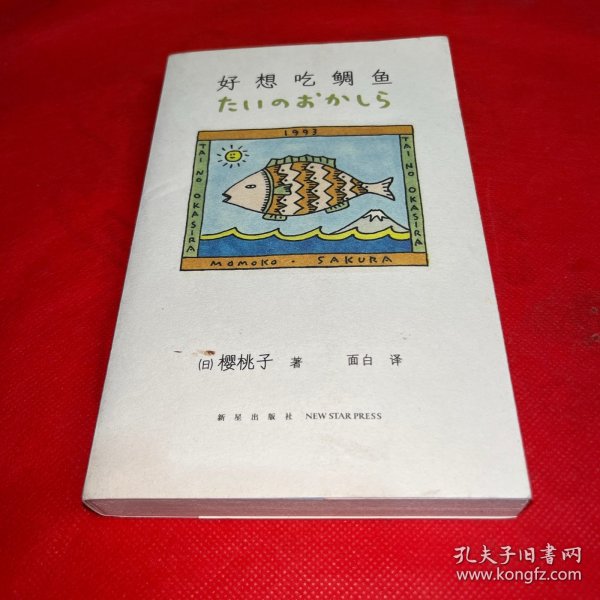 好想吃鲷鱼
たいのおかしら
1993
TAI NO OKASIRA
TAI NO OKASIRA
MOMOKO・SAKURA
(日)樱桃子 著 面白 译
新星出版社 NEW STAR PRESS
孔夫子旧书网
www.kongfz.com